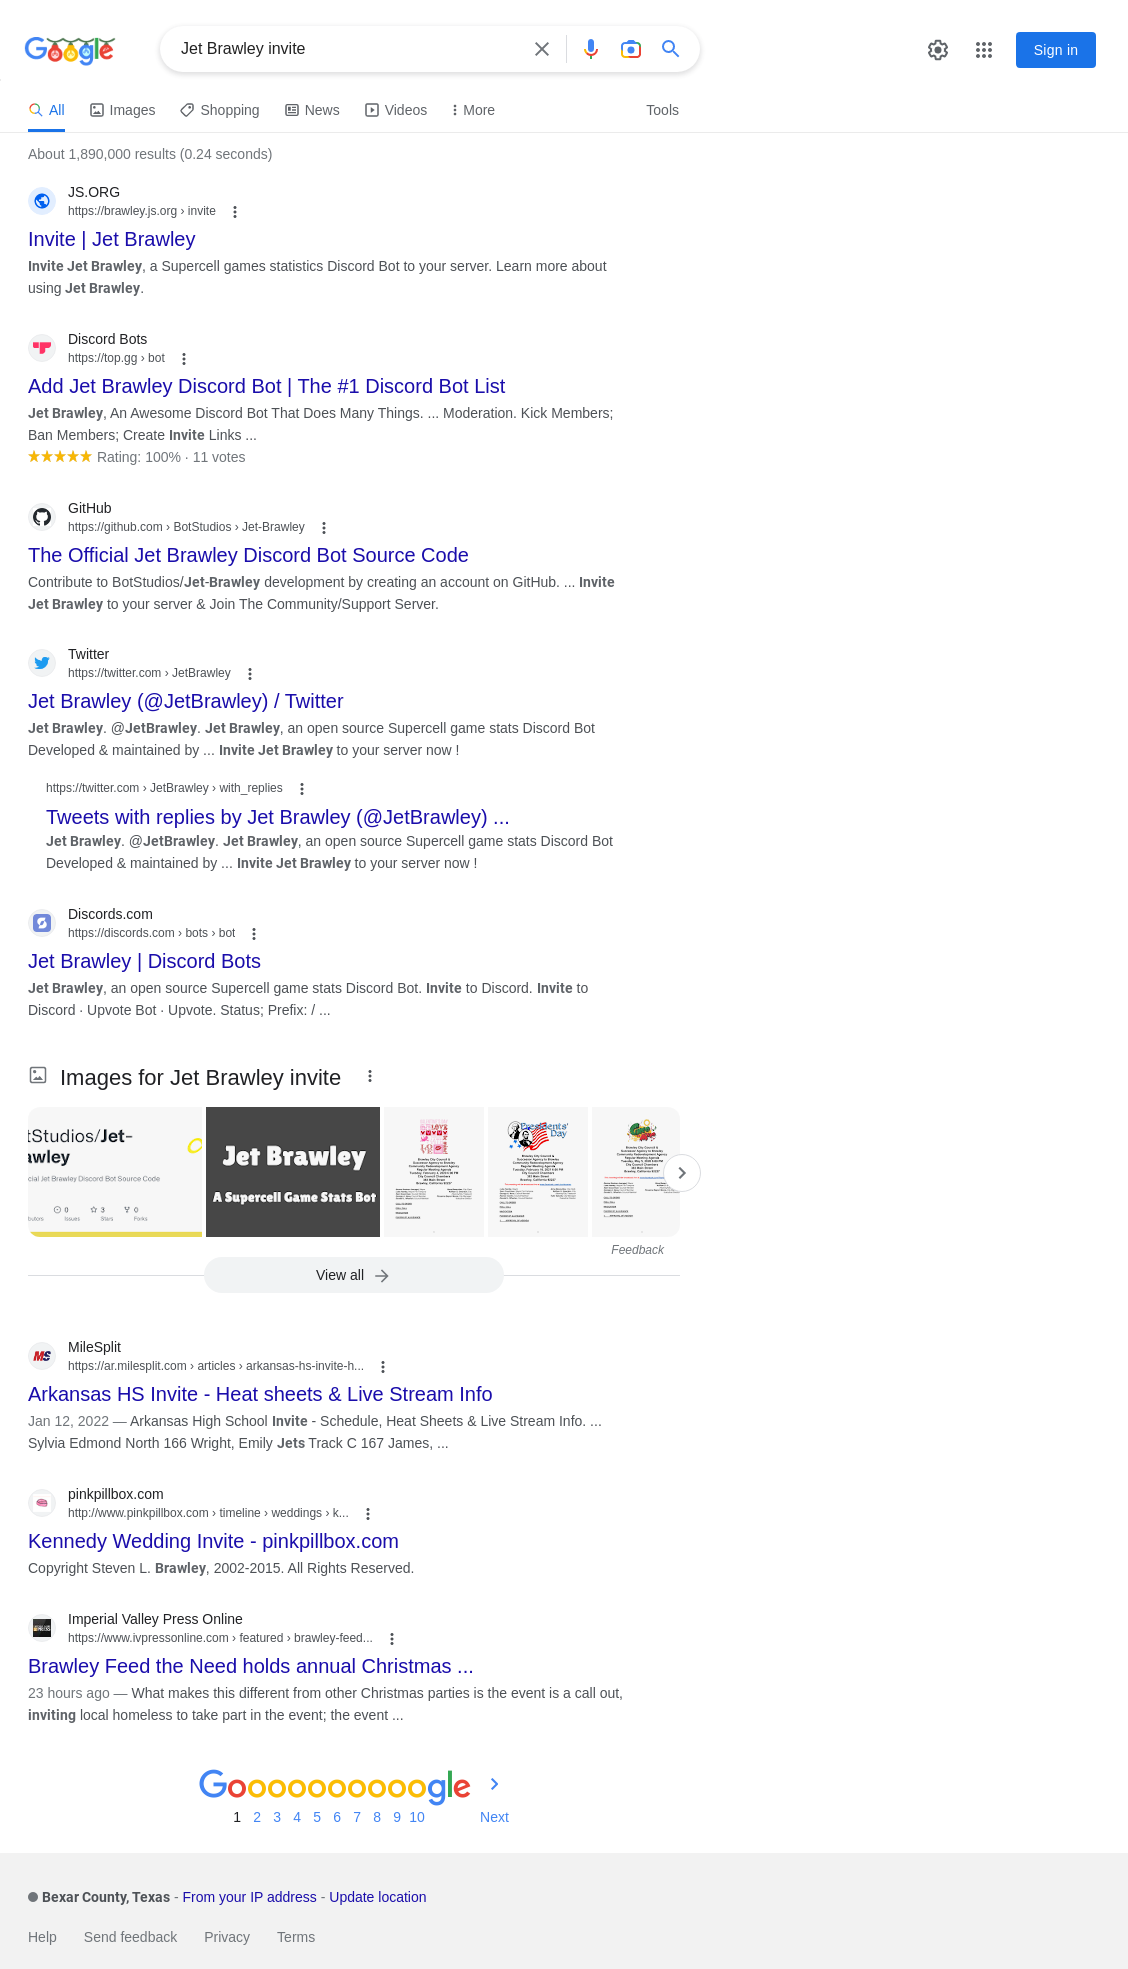 Google
Jet Brawley invite
Sign in
All Images Shopping News Videos More Tools
About 1,890,000 results (0.24 seconds)
JS.ORG
https://brawley.js.org › invite
Invite | Jet Brawley
Invite Jet Brawley, a Supercell games statistics Discord Bot to your server. Learn more about
using Jet Brawley.
Discord Bots
https://top.gg › bot
Add Jet Brawley Discord Bot | The #1 Discord Bot List
Jet Brawley, An Awesome Discord Bot That Does Many Things. ... Moderation. Kick Members;
Ban Members; Create Invite Links ...
Rating: 100% · 11 votes
GitHub
https://github.com › BotStudios › Jet-Brawley
The Official Jet Brawley Discord Bot Source Code
Contribute to BotStudios/Jet-Brawley development by creating an account on GitHub. ... Invite
Jet Brawley to your server & Join The Community/Support Server.
Twitter
https://twitter.com › JetBrawley
Jet Brawley (@JetBrawley) / Twitter
Jet Brawley. @JetBrawley. Jet Brawley, an open source Supercell game stats Discord Bot
Developed & maintained by ... Invite Jet Brawley to your server now !
https://twitter.com › JetBrawley › with_replies
Tweets with replies by Jet Brawley (@JetBrawley) ...
Jet Brawley. @JetBrawley. Jet Brawley, an open source Supercell game stats Discord Bot
Developed & maintained by ... Invite Jet Brawley to your server now !
Discords.com
https://discords.com › bots › bot
Jet Brawley | Discord Bots
Jet Brawley, an open source Supercell game stats Discord Bot. Invite to Discord. Invite to
Discord · Upvote Bot · Upvote. Status; Prefix: / ...
Images for Jet Brawley invite
tStudios/Jet-
awley
cial Jet Brawley Discord Bot Source Code
0 3 0
Issues Stars Forks
Jet Brawley
A Supercell Game Stats Bot
Presidents'
Day
Feedback
View all
MileSplit
https://ar.milesplit.com › articles › arkansas-hs-invite-h...
Arkansas HS Invite - Heat sheets & Live Stream Info
Jan 12, 2022 — Arkansas High School Invite - Schedule, Heat Sheets & Live Stream Info. ...
Sylvia Edmond North 166 Wright, Emily Jets Track C 167 James, ...
pinkpillbox.com
http://www.pinkpillbox.com › timeline › weddings › k...
Kennedy Wedding Invite - pinkpillbox.com
Copyright Steven L. Brawley, 2002-2015. All Rights Reserved.
Imperial Valley Press Online
https://www.ivpressonline.com › featured › brawley-feed...
Brawley Feed the Need holds annual Christmas ...
23 hours ago — What makes this different from other Christmas parties is the event is a call out,
inviting local homeless to take part in the event; the event ...
Goooooooooogle
1 2 3 4 5 6 7 8 9 10 Next
Bexar County, Texas - From your IP address - Update location
Help Send feedback Privacy Terms